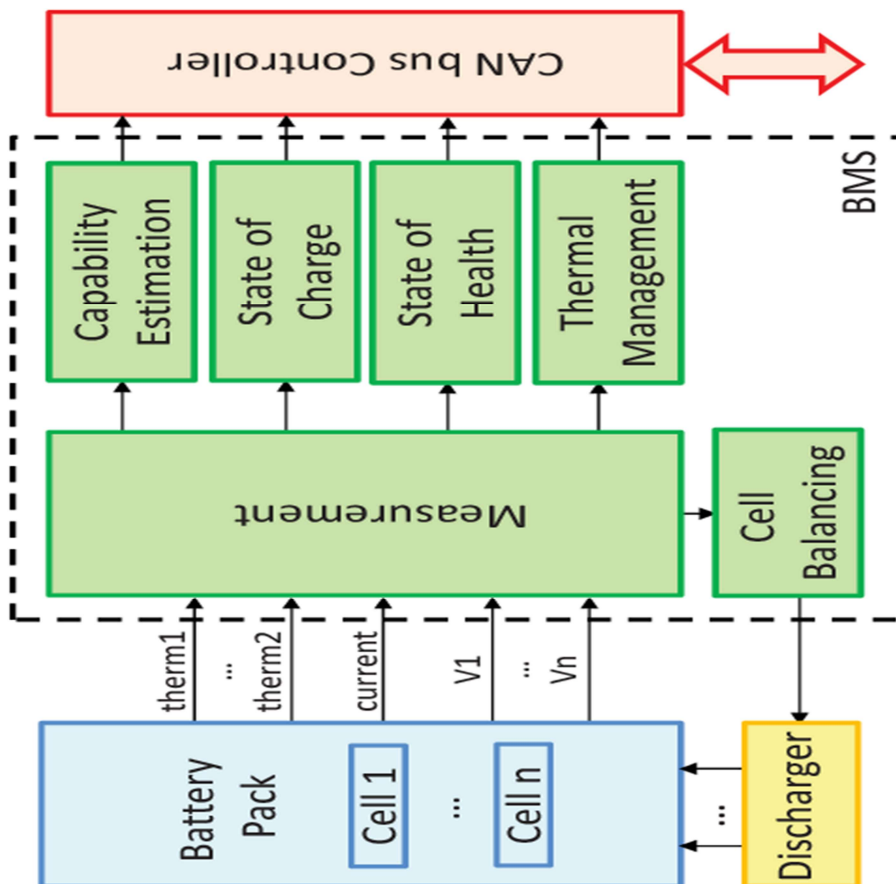 Battery
Pack
Cell 1
...
Cell n
therm1
...
therm2
current
V1
...
Vn
Measurement
Capability
Estimation
State of
Charge
State of
Health
Thermal
Management
CAN bus Controller
Cell
Balancing
Discharger
...
BMS